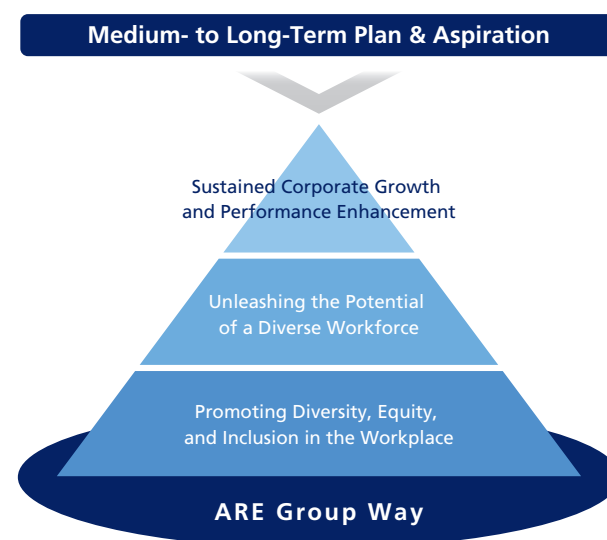 Medium- to Long-Term Plan & Aspiration
Sustained Corporate Growth
and Performance Enhancement
Unleashing the Potential
of a Diverse Workforce
Promoting Diversity, Equity,
and Inclusion in the Workplace
ARE Group Way